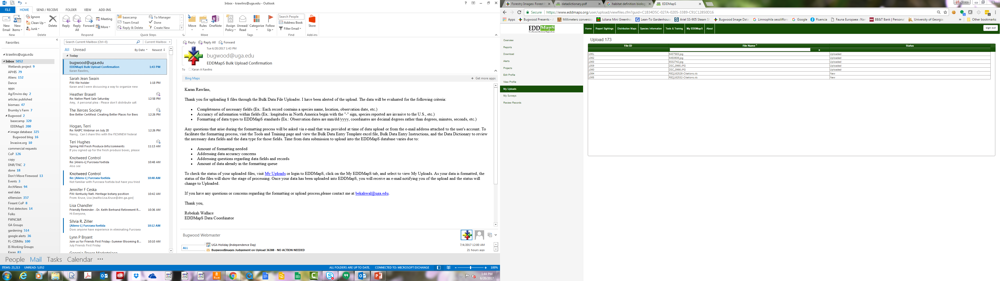 Inbox - krawlins@uga.edu - Outlook
FILE HOME SEND / RECEIVE FOLDER VIEW ADD-INS
New Email
New Items
Ignore
Clean Up
Junk
Delete
Reply
Reply All
Forward
Meeting
More
basecamp
Team Email
Reply & Delete
To Manager
Done
Create New
Move
Rules
OneNote
Assign Policy
Unread/ Read
Categorize
Follow Up
Search People
Address Book
Filter Email
Store
New Delete Respond Quick Steps Move Tags Find Add-ins
Favorites
krawlins@uga.edu
Inbox 5052
Wetlands project 9
APHIS 79
Aliens 152
Dance
apps
Ag/Enviro day 2
articles published
biomass 47
Brumby's Farm 7
Bugwood 2
basecamp 320
EDDMapS 200
image database 325
Bugwood blog 16
Invasive.org 10
commercial requests
CoP 126
copy
DNR/TNC 2
done 18
Don't Move Firewood 13
Events 3
ArchNews 94
exel data
eXtension 357
Fireant CoP 8
First detectors 14
Folks
FWNC&R
GA Groups
gardening 514
google alerts 36
FL-CISMAs 100
IS Working Groups
Karan 83
Search Current Mailbox (Ctrl+E) Current Mailbox
All Unread By Date Newest
Today
bugwood@uga.edu
EDDMapS Bulk Upload Confirmation 1:43 PM
Karan Rawlins,
Sarah Jean Swain
FW: file holder 1:18 PM
Karan and I were discussing a way to organize new
Heather Brasell
Re: Native Plant Sale Saturday 12:58 PM
Amy, A personal plea - Please don't distribute salt
The Xerces Society
Bee Better Certified: Creating Better Places for Bees 12:26 PM
Hogan, Terri
Re: NAIPC Webinar on July 20 12:26 PM
Nancy, Can I share this with the FICMNEW federal
Teri Hughes
Spring Hill Fresh Produce-Info/comments 11:13 AM
If you signed up for the fresh produce boxes, please
Knotweed Control
Re: [Aliens-L] Furcraea foetida 10:48 AM
Also see
Knotweed Control
Re: [Aliens-L] Furcraea foetida 10:48 AM
Not familiar with Furcraea foetida but have you tried
Jennifer F Ceska
FW: Kentucky Natl. Heritage botany position 10:42 AM
From: Kruse, Lisa [mailto:Lisa.Kruse@dnr.ga.gov]
Lisa Chandler
Friendly Reminder - Dr. Keith Bertrand Retirement R... 10:36 AM
Hi Everyone,
Sílvia R. Ziller
[Aliens-L] Furcraea foetida 10:12 AM
Does anyone have experience in eliminating Furcraea
Lynn P Bryant
Join us for Friends First Friday--Summer Blooming B... 10:10 AM
July Friends First Friday
Georgia Power Marketplace
Reply Reply All Forward
Tue 6/20/2017 1:43 PM
bugwood@uga.edu
EDDMapS Bulk Upload Confirmation
To Karan A Rawlins
Bing Maps + Get more apps
Karan Rawlins,
Thank you for uploading 8 files through the Bulk Data File Uploader. I have been alerted of the upload. The data will be evaluated for the following criteria:
• Completeness of necessary fields (Ex.: Each record contains a species name, location, observation date, etc.)
• Accuracy of information within fields (Ex.: longitudes in North America begin with the "-" sign, species reported are invasive to the U.S., etc.)
• Formatting of data types to EDDMapS standards (Ex.: Observation dates are mm/dd/yyyy, coordinates are decimal degrees rather than degrees, minutes, seconds, etc.)
Any questions that arise during the formatting process will be asked via e-mail that was provided at time of data upload or from the e-mail address attached to the user's account. To
facilitate the formatting process, visit the Tools and Training page and view the Bulk Data Entry Template excel file, Bulk Data Entry Instructions, and the Data Dictionary to review
the necessary data fields and the data type for those fields. Time from data submission to upload into the EDDMapS database varies due to:
• Amount of formatting needed
• Addressing data accuracy concerns
• Addressing questions regarding data fields and records
• Amount of data already in the formatting queue
To check the status of your uploaded files, visit My Uploads or login to EDDMapS, click on the My EDDMapS tab, and select to view My Uploads. As your data is formatted, the
status of the files will show the stage of processing. Once your data has been uploaded into EDDMapS, you will receive an e-mail notifying you of the upload and the status will
change to Uploaded.
If you have any questions or concerns regarding the formatting or upload process,please contact me at bekahwal@uga.edu.
Thank you,
Rebekah Wallace
EDDMapS Data Coordinator
Bugwood Webmaster
ALL
UGA Holiday (Independence Day) 7/4/2017 12:00 AM
BugwoodImages Judgement on Upload 36388 - NO ACTION NEEDED 21 hours ago
People Mail Tasks Calendar ...
ITEMS: 23,213 UNREAD: 5,052 ALL FOLDERS ARE UP TO DATE. CONNECTED TO: MICROSOFT EXCHANGE 100%
1:44 PM
6/20/2017
Forestry Images: Forest datadictionary.pdf habitat definition biolog EDDMapS Karan
Secure https://www.eddmaps.org/user/upload/viewfiles.cfm?guid=C1B34D5C-027A-0205-33B9-C91C12850D16
Apps Bugwood Presents - Millimeters conversio Juliana Mini Greenhou Lean-To Gardenhouse Ariel SS-905 Steam Sh Bugwood Image Data Limnophila sessiliflora Google Fluencia Fauna Europaea : Nam BB&T Bank | Personal University of Georgia: » Other bookmarks
EDDMapS
Home Report Sightings Distribution Maps Species Information Tools & Training My EDDMapS About sign out
Overview
Reports
Download
Alerts
Projects
Edit Profile
View Profile
My Uploads
My Surveys
Review Records
Upload:173
File ID File Name Status
1061 5437583.jpg Uploaded
1062 5450606.jpg Uploaded
1063 5532742.jpg Uploaded
1059 DSC_0965.JPG Uploaded
1060 DSC_0966.JPG Uploaded
1064 REQ162526-Citations.xls New
1065 REQ162532-Citations.xls New